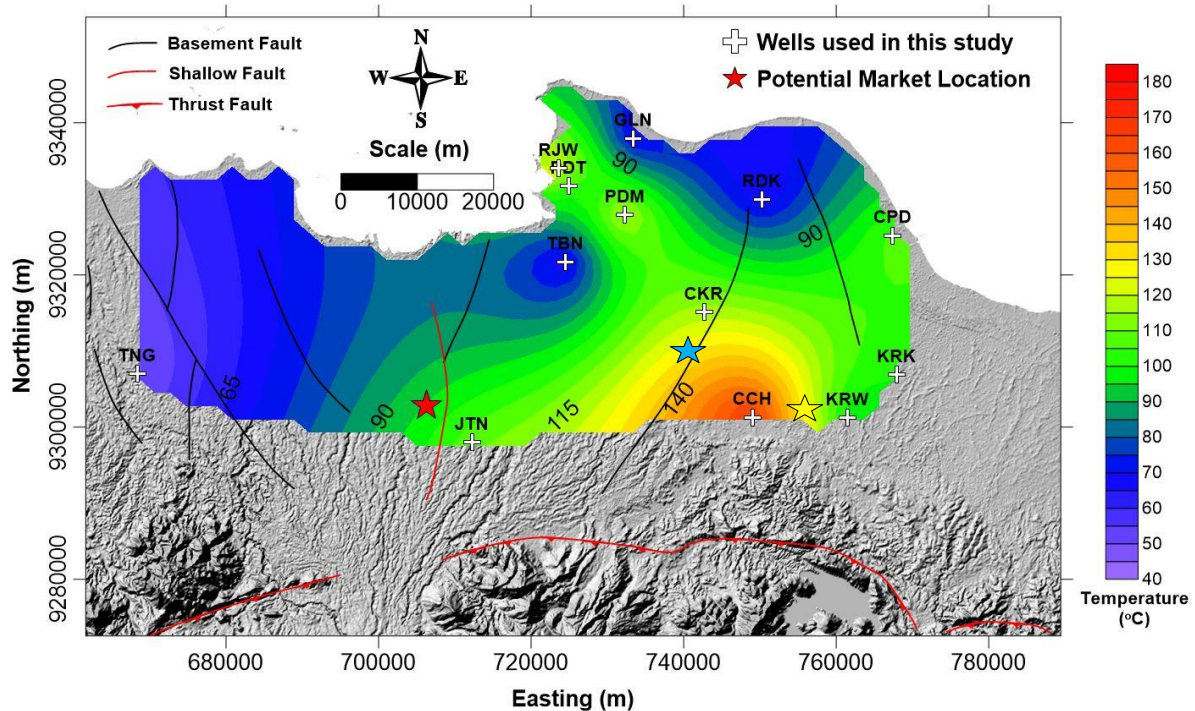 Basement Fault
Shallow Fault
Thrust Fault
N
W E
S
Scale (m)
0 10000 20000
Wells used in this study
Potential Market Location
GLN
RJW
90
RDK
PDM
CPD
90
TBN
CKR
TNG
65
KRK
140
CCH
KRW
90
115
JTN
9340000
9320000
9300000
9280000
Northing (m)
680000 700000 720000 740000 760000 780000
Easting (m)
180
170
160
150
140
130
120
110
100
90
80
70
60
50
40
Temperature
(°C)